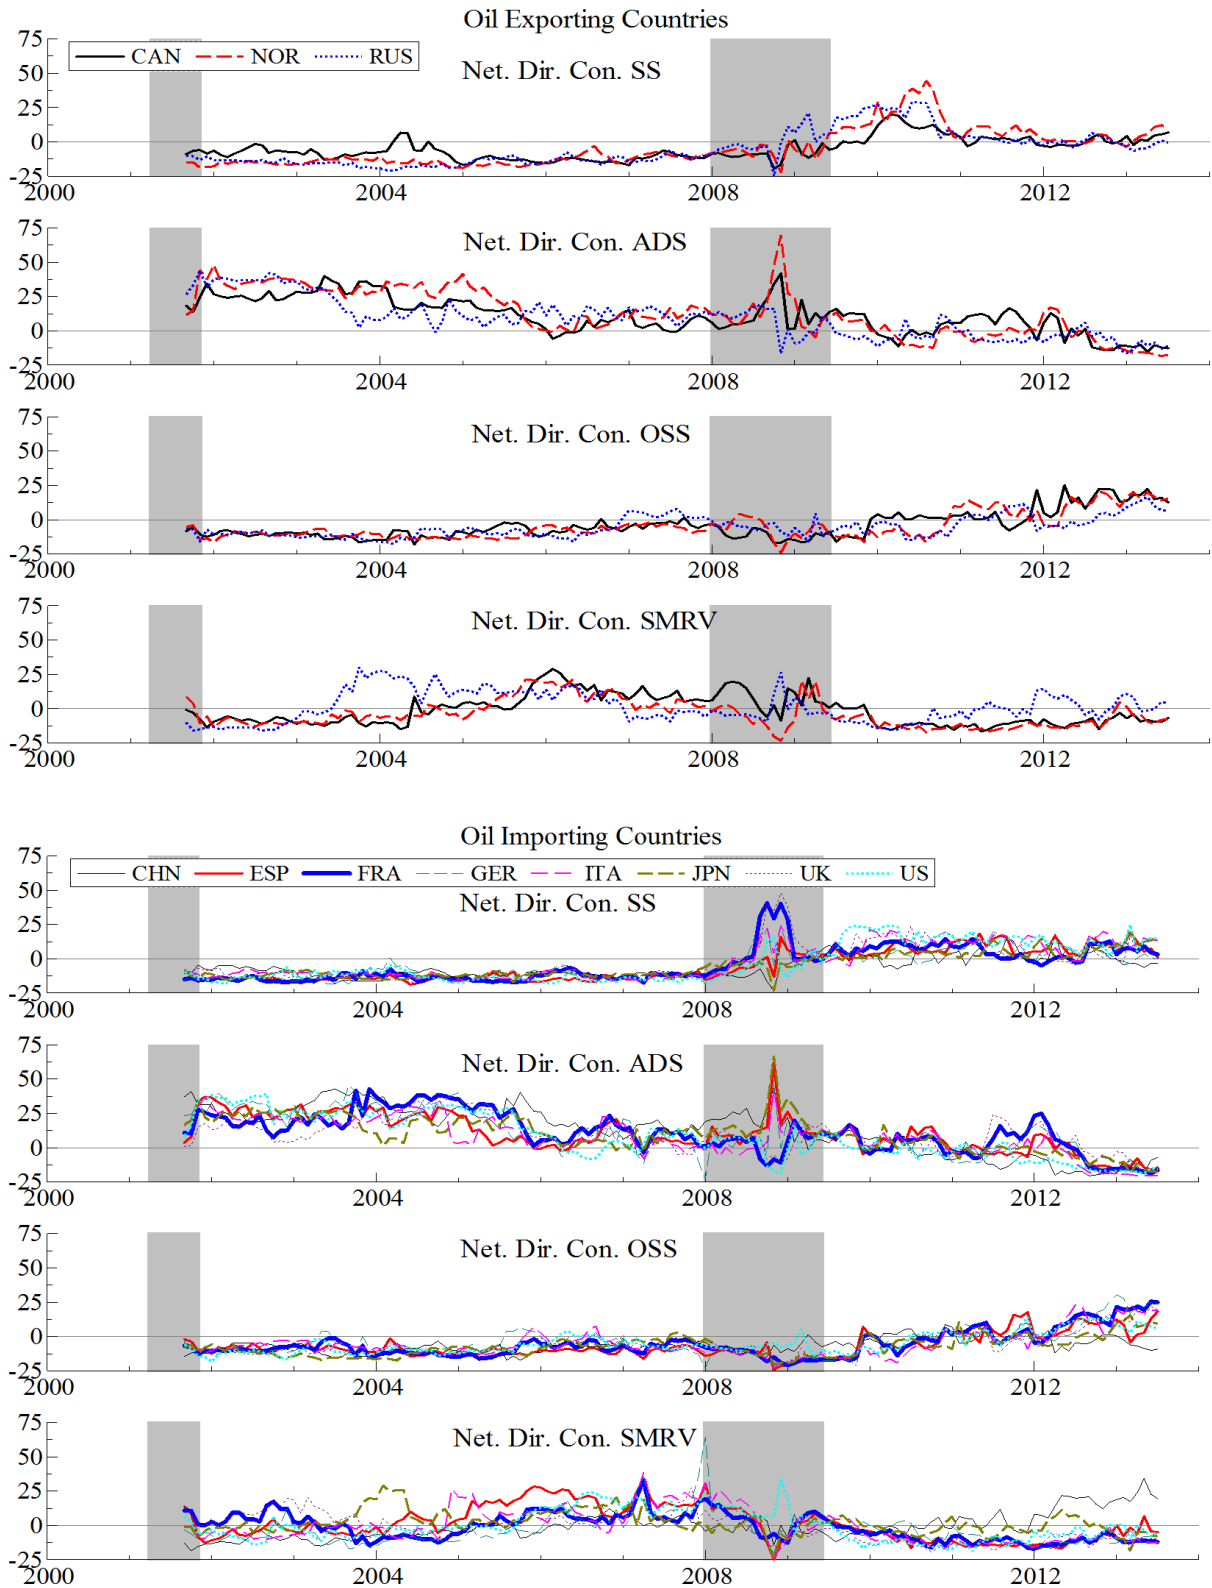 Oil Exporting Countries
75
CAN NOR RUS
Net. Dir. Con. SS
50
25
0
-25
2000 2004 2008 2012
75
Net. Dir. Con. ADS
50
25
0
-25
2000 2004 2008 2012
75
Net. Dir. Con. OSS
50
25
0
-25
2000 2004 2008 2012
75
Net. Dir. Con. SMRV
50
25
0
-25
2000 2004 2008 2012
Oil Importing Countries
75
CHN ESP FRA GER ITA JPN UK US
Net. Dir. Con. SS
50
25
0
-25
2000 2004 2008 2012
75
Net. Dir. Con. ADS
50
25
0
-25
2000 2004 2008 2012
75
Net. Dir. Con. OSS
50
25
0
-25
2000 2004 2008 2012
75
Net. Dir. Con. SMRV
50
25
0
-25
2000 2004 2008 2012